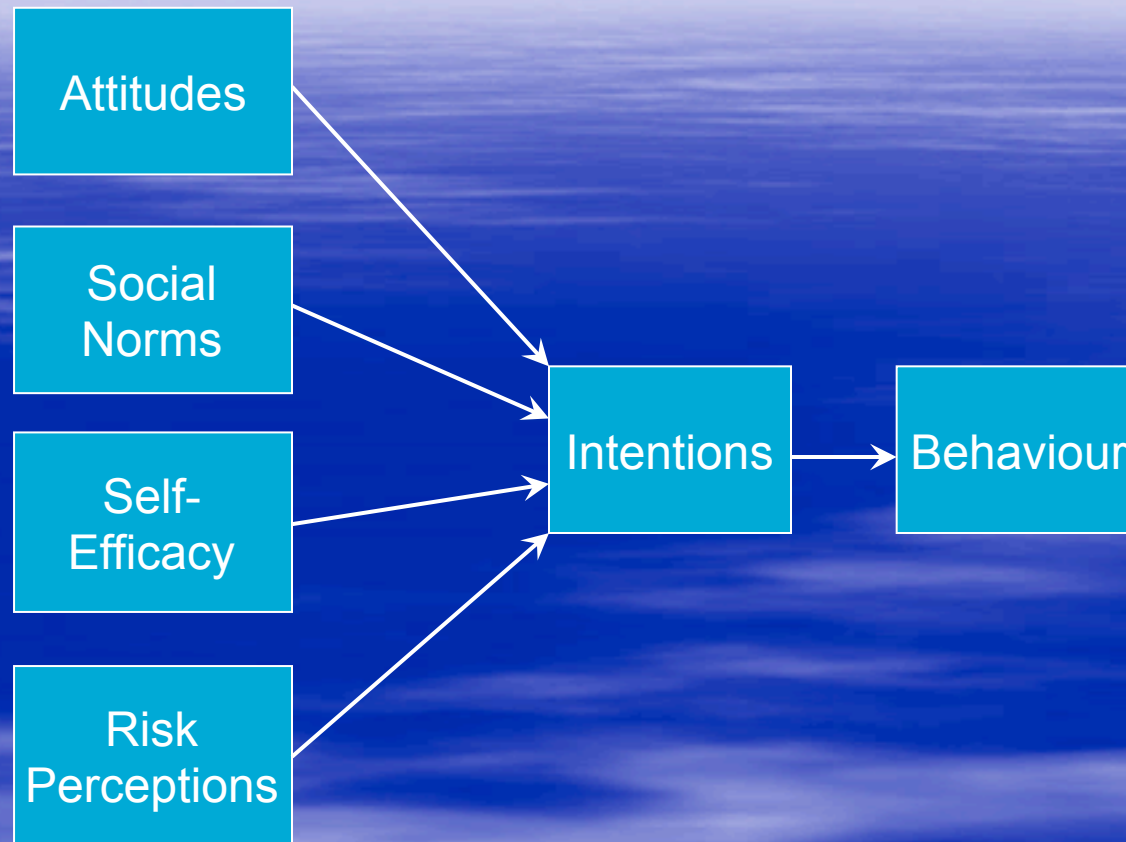 Attitudes
Social
Norms
Self-
Efficacy
Risk
Perceptions
Intentions
Behaviour